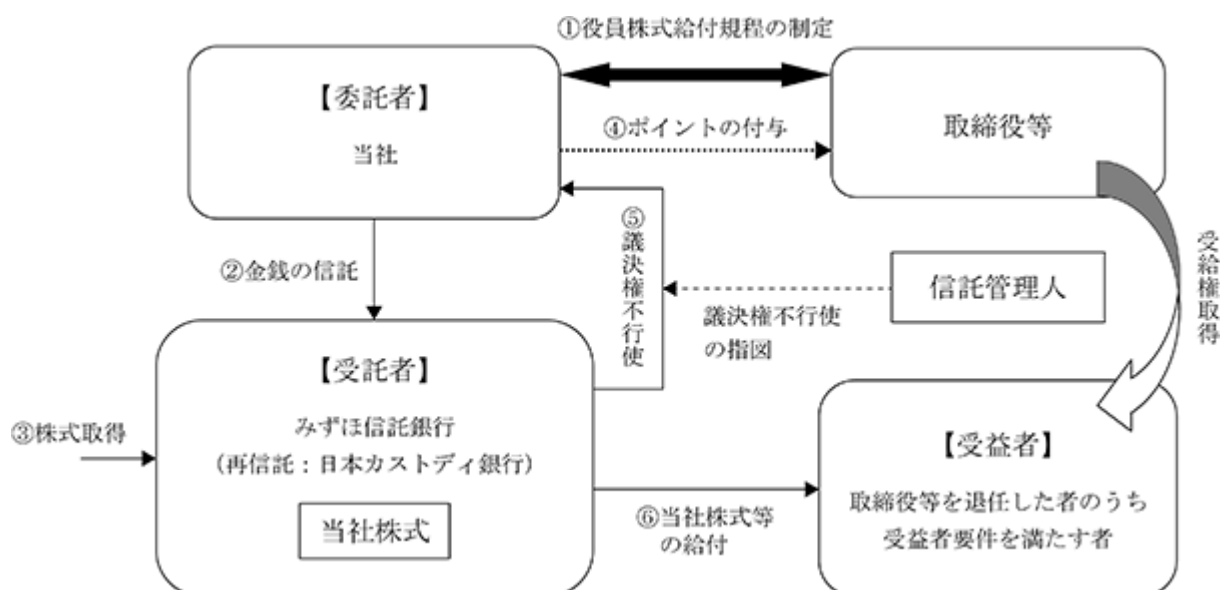 ①役員株式給付規程の制定
【委託者】
当社
④ポイントの付与
取締役等
②金銭の信託
⑤議決権不行使
議決権不行使
の指図
信託管理人
受給権取得
③株式取得
【受託者】
みずほ信託銀行
(再信託:日本カストディ銀行)
当社株式
⑥当社株式等
の給付
【受益者】
取締役等を退任した者のうち
受益者要件を満たす者